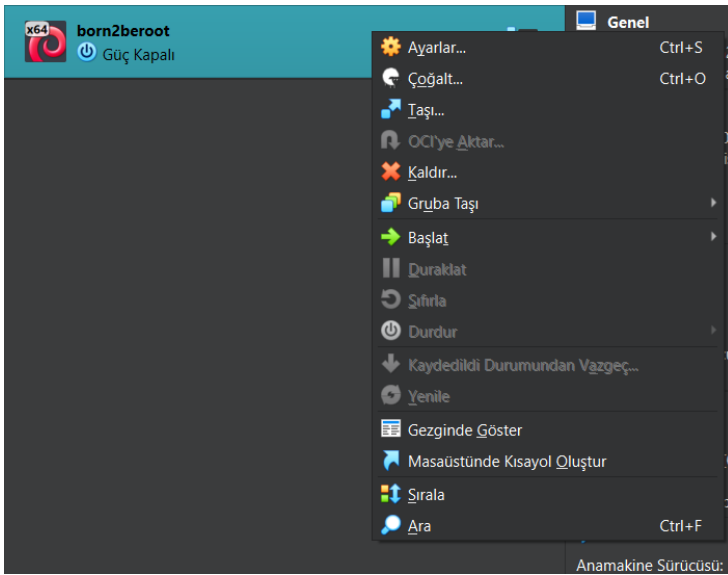 x64
born2beroot
Güç Kapalı
Genel
Ayarlar... Ctrl+S
Çoğalt... Ctrl+O
Taşı...
OCI'ye Aktar...
Kaldır...
Gruba Taşı
Başlat
Duraklat
Sıfırla
Durdur
Kaydedildi Durumundan Vazgeç...
Yenile
Gezginde Göster
Masaüstünde Kısayol Oluştur
Sırala
Ara Ctrl+F
Anamakine Sürücüsü: